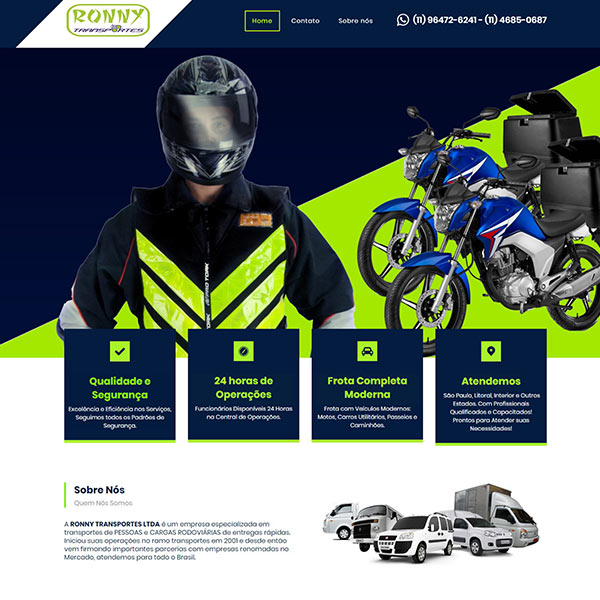 RONNY
TRANSPORTES
Home Contato Sobre nós (11) 96472-6241 - (11) 4685-0687
Qualidade e
Segurança
Excelência e Eficiência nos Serviços,
Seguimos todos os Padrões de
Segurança.
24 horas de
Operações
Funcionários Disponíveis 24 Horas
na Central de Operações.
Frota Completa
Moderna
Frota com Veículos Modernos:
Motos, Carros Utilitários, Passeios e
Caminhões.
Atendemos
São Paulo, Litoral, Interior e Outros
Estados. Com Profissionais
Qualificados e Capacitados!
Prontos para Atender suas
Necessidades!
Sobre Nós
Quem Nós Somos
A RONNY TRANSPORTES LTDA é um empresa especializada em
transportes de PESSOAS e CARGAS RODOVIÁRIAS de entregas rápidas.
Iniciou suas operações no ramo transportes em 2001 e desde então
vem firmando importantes parcerias com empresas renomadas no
Mercado, atendemos para todo o Brasil.